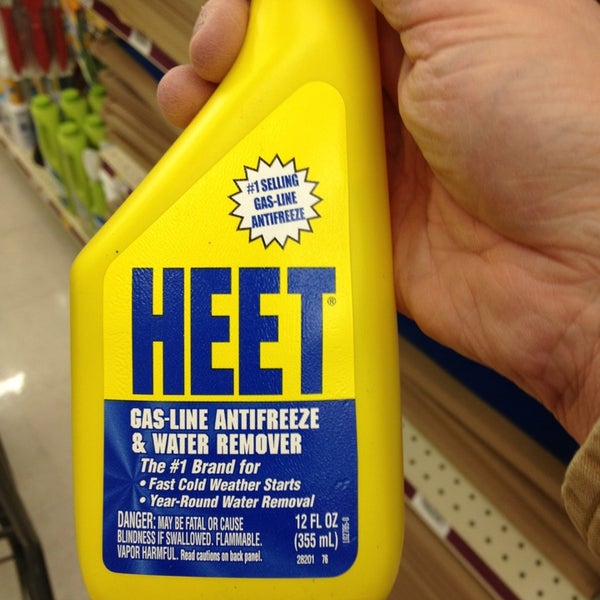 #1 SELLING
GAS-LINE
ANTIFREEZE
HEET®
GAS-LINE ANTIFREEZE
& WATER REMOVER
The #1 Brand for
• Fast Cold Weather Starts
• Year-Round Water Removal
DANGER: MAY BE FATAL OR CAUSE
BLINDNESS IF SWALLOWED. FLAMMABLE.
VAPOR HARMFUL. Read cautions on back panel.
12 FL OZ
(355 mL)
28201 76